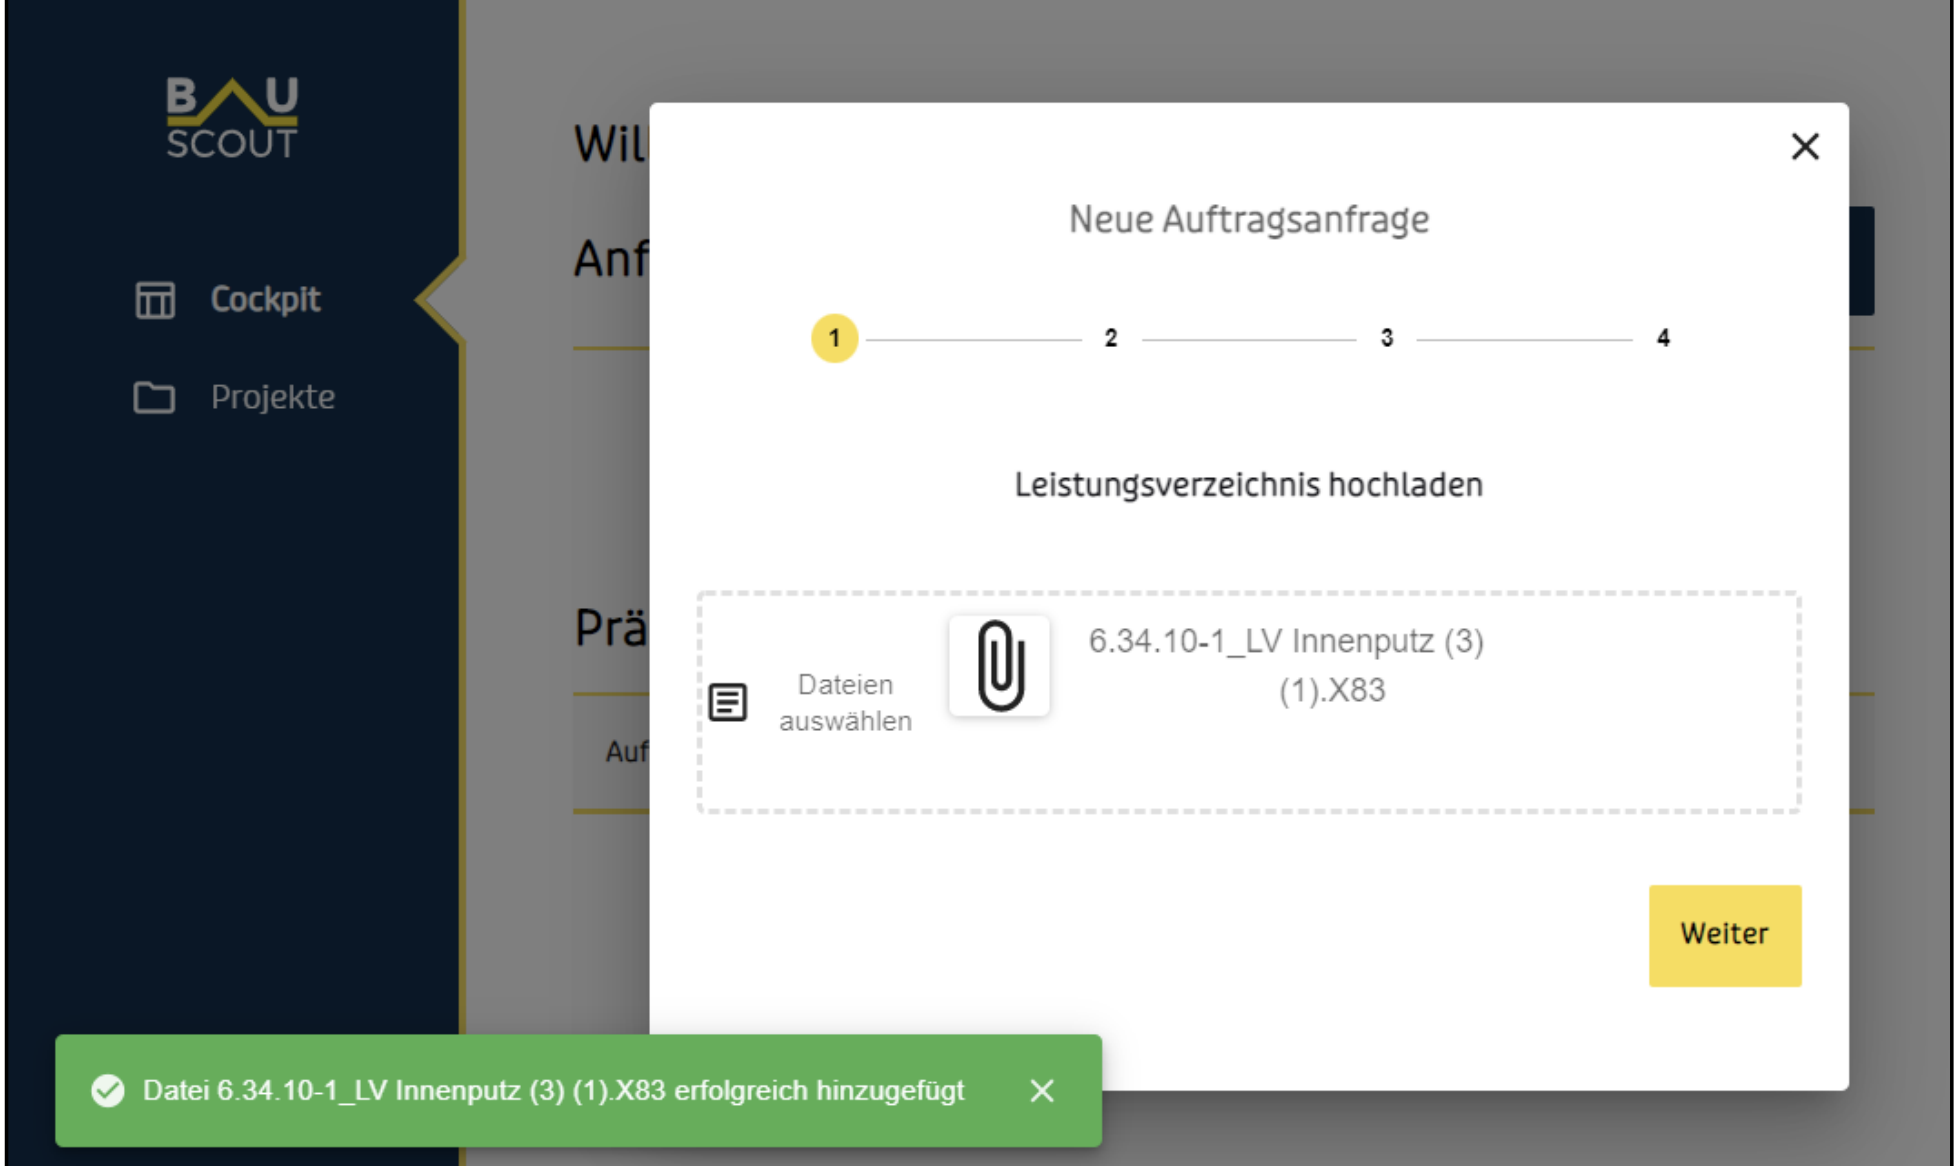 BAU
SCOUT
Cockpit
Projekte
Wil
Anf
Prä
Auf
Neue Auftragsanfrage
1
2
3
4
Leistungsverzeichnis hochladen
Dateien
auswählen
6.34.10-1_LV Innenputz (3)
(1).X83
Weiter
Datei 6.34.10-1_LV Innenputz (3) (1).X83 erfolgreich hinzugefügt